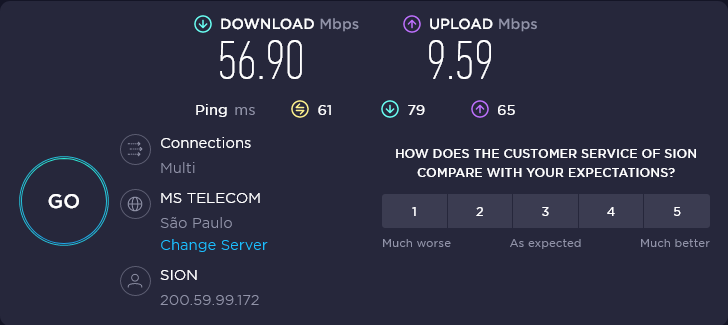 DOWNLOAD Mbps
56.90
UPLOAD Mbps
9.59
Ping ms 61 79 65
GO
Connections
Multi
MS TELECOM
São Paulo
Change Server
SION
200.59.99.172
HOW DOES THE CUSTOMER SERVICE OF SION
COMPARE WITH YOUR EXPECTATIONS?
1 2 3 4 5
Much worse As expected Much better